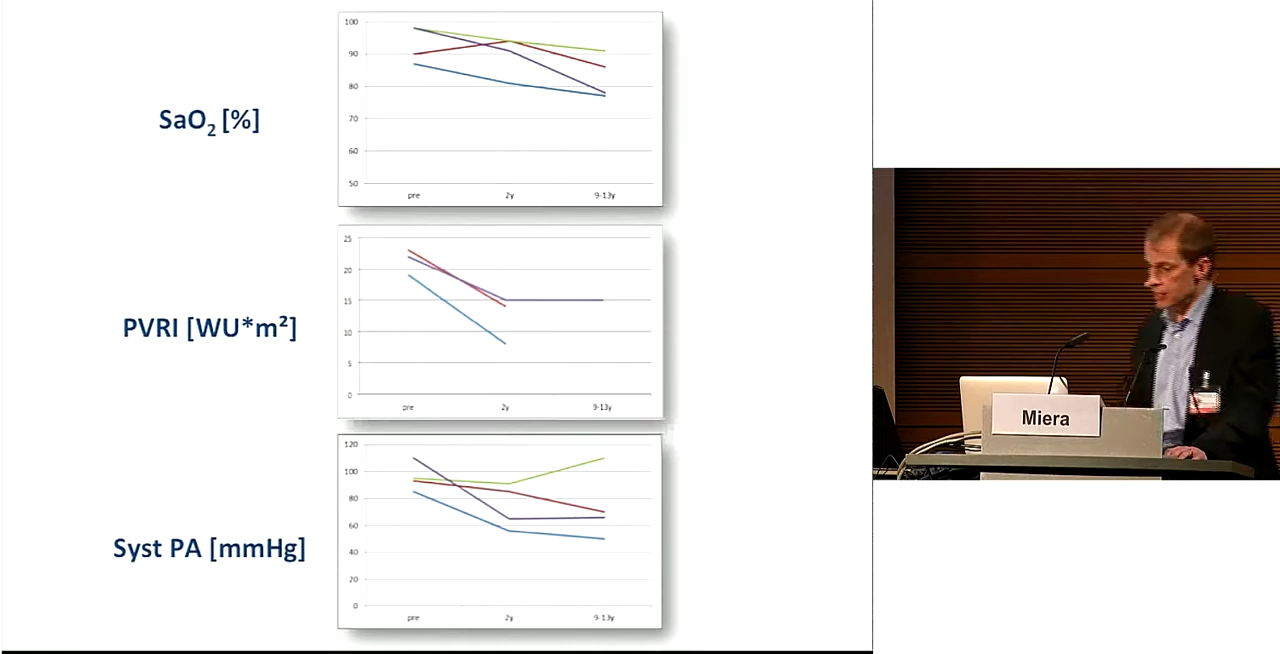 SaO₂ [%]
100
90
80
70
60
50
pre 2y 9-13y
PVRI [WU*m²]
25
20
15
10
5
0
pre 2y 9-13y
Syst PA [mmHg]
120
100
80
60
40
20
0
pre 2y 9-13y
Miera